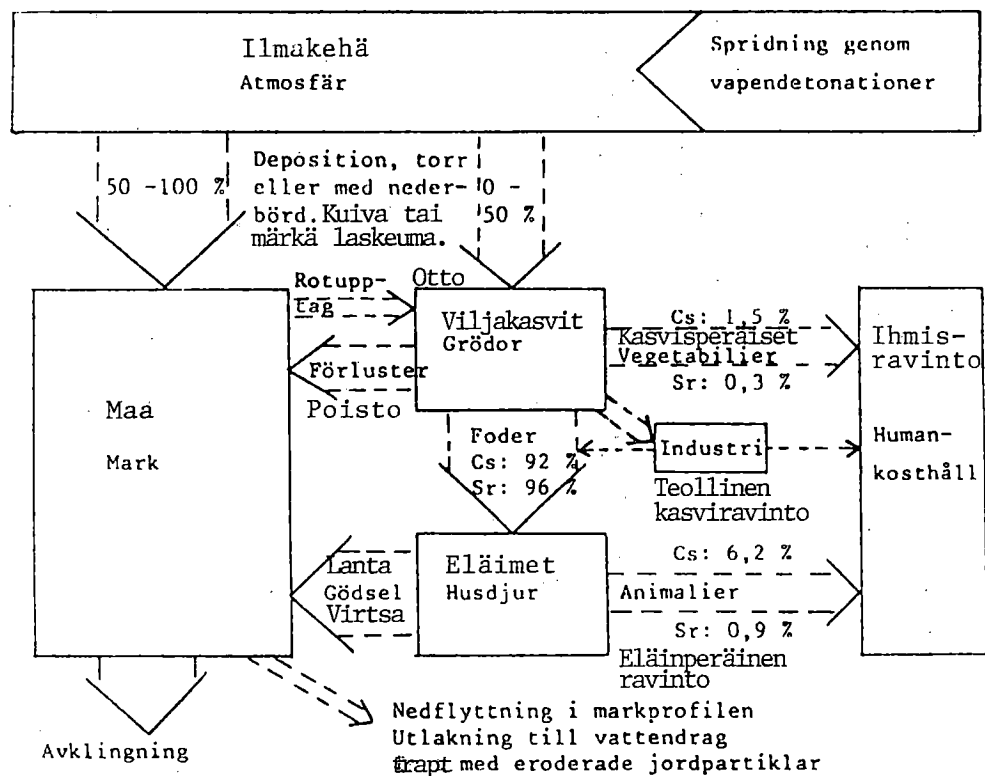 Ilmakehä
Atmosfär
Spridning genom
vapendetonationer
50 -100 %
Deposition, torr
eller med neder-
börd. Kuiva tai
märkä laskeuma.
0 -
50 %
Rotupp-
tag
Otto
Förluster
Poisto
Viljakasvit
Grödor
Cs: 1,5 %
Kasvisperäiset
Vegetabilier
Sr: 0,3 %
Ihmis-
ravinto
Human-
kosthåll
Maa
Mark
Foder
Cs: 92 %
Sr: 96 %
Industri
Teollinen
kasviravinto
Lanta
Gödsel
Virtsa
Eläimet
Husdjur
Cs: 6,2 %
Animalier
Sr: 0,9 %
Eläinperäinen
ravinto
Avklingning
Nedflyttning i markprofilen
Utlakning till vattendrag
trapt med eroderade jordpartiklar